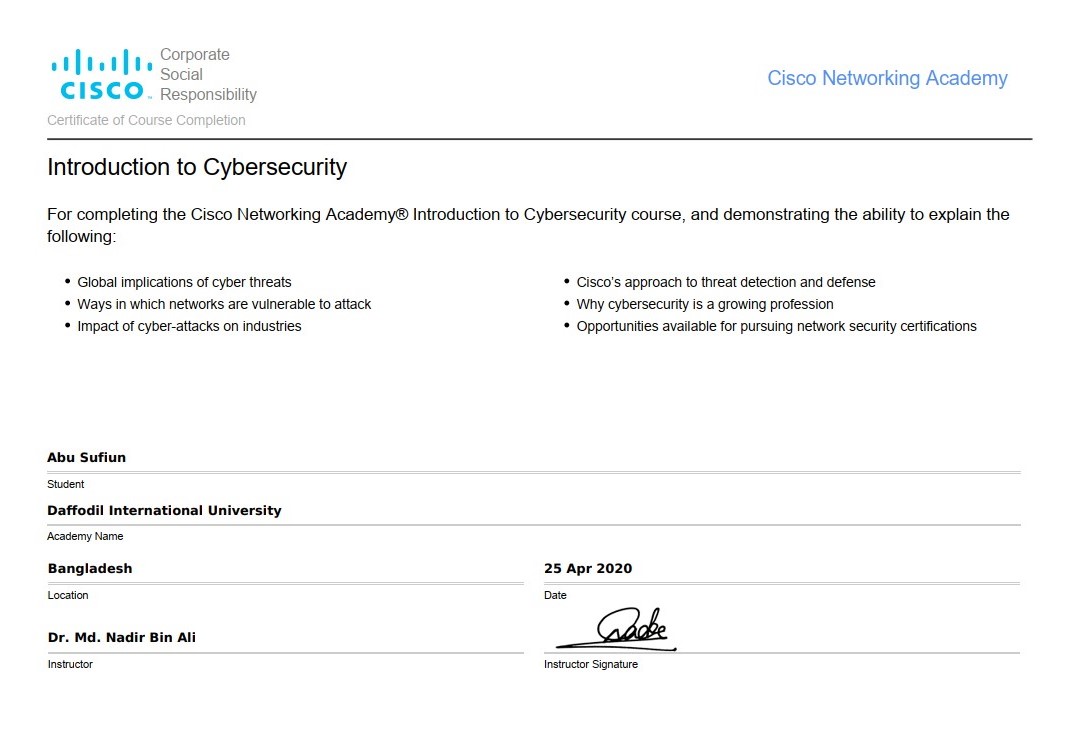 Corporate
Social
CISCO™ Responsibility
Cisco Networking Academy
Certificate of Course Completion
Introduction to Cybersecurity
For completing the Cisco Networking Academy® Introduction to Cybersecurity course, and demonstrating the ability to explain the
following:
• Global implications of cyber threats
• Ways in which networks are vulnerable to attack
• Impact of cyber-attacks on industries
• Cisco's approach to threat detection and defense
• Why cybersecurity is a growing profession
• Opportunities available for pursuing network security certifications
Abu Sufiun
Student
Daffodil International University
Academy Name
Bangladesh
Location
25 Apr 2020
Date
Dr. Md. Nadir Bin Ali
Instructor
Instructor Signature